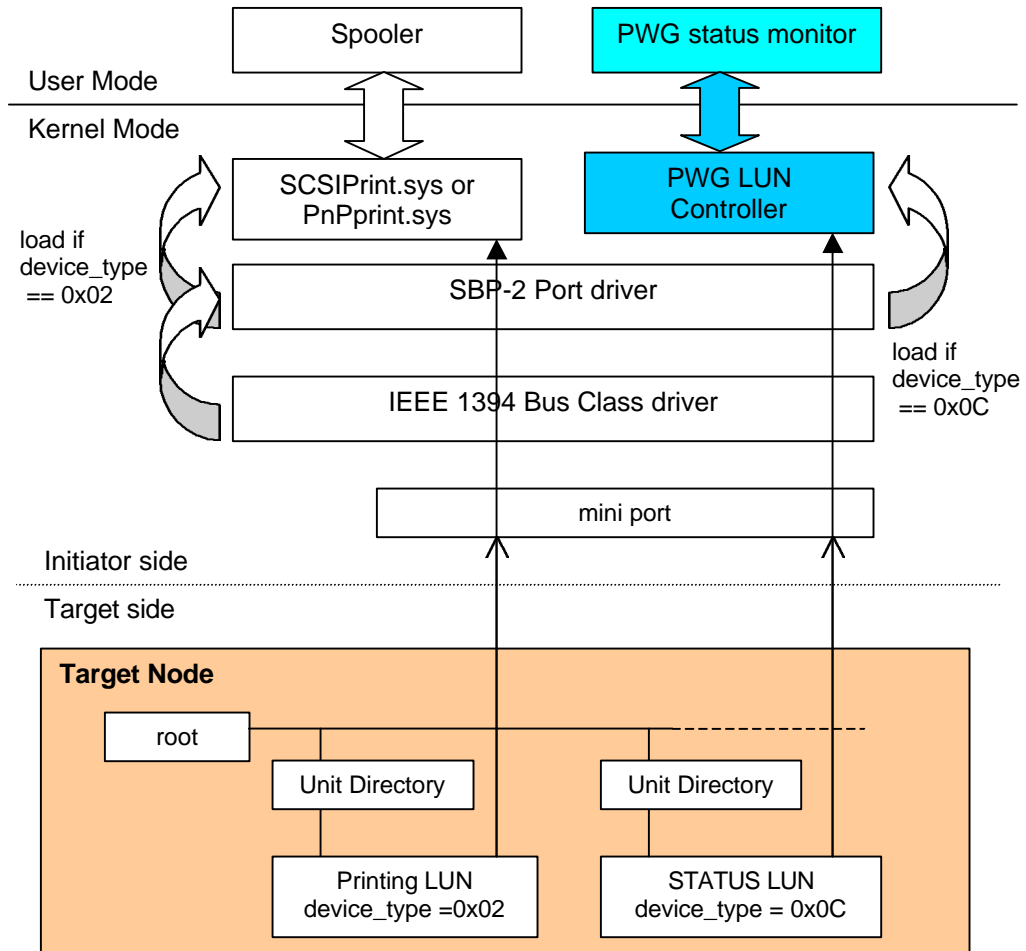 Spooler
PWG status monitor
User Mode
Kernel Mode
SCSIPrint.sys or
PnPprint.sys
PWG LUN
Controller
load if
device_type
== 0x02
SBP-2 Port driver
load if
device_type
== 0x0C
IEEE 1394 Bus Class driver
mini port
Initiator side
Target side
Target Node
root
Unit Directory
Unit Directory
Printing LUN
device_type =0x02
STATUS LUN
device_type = 0x0C